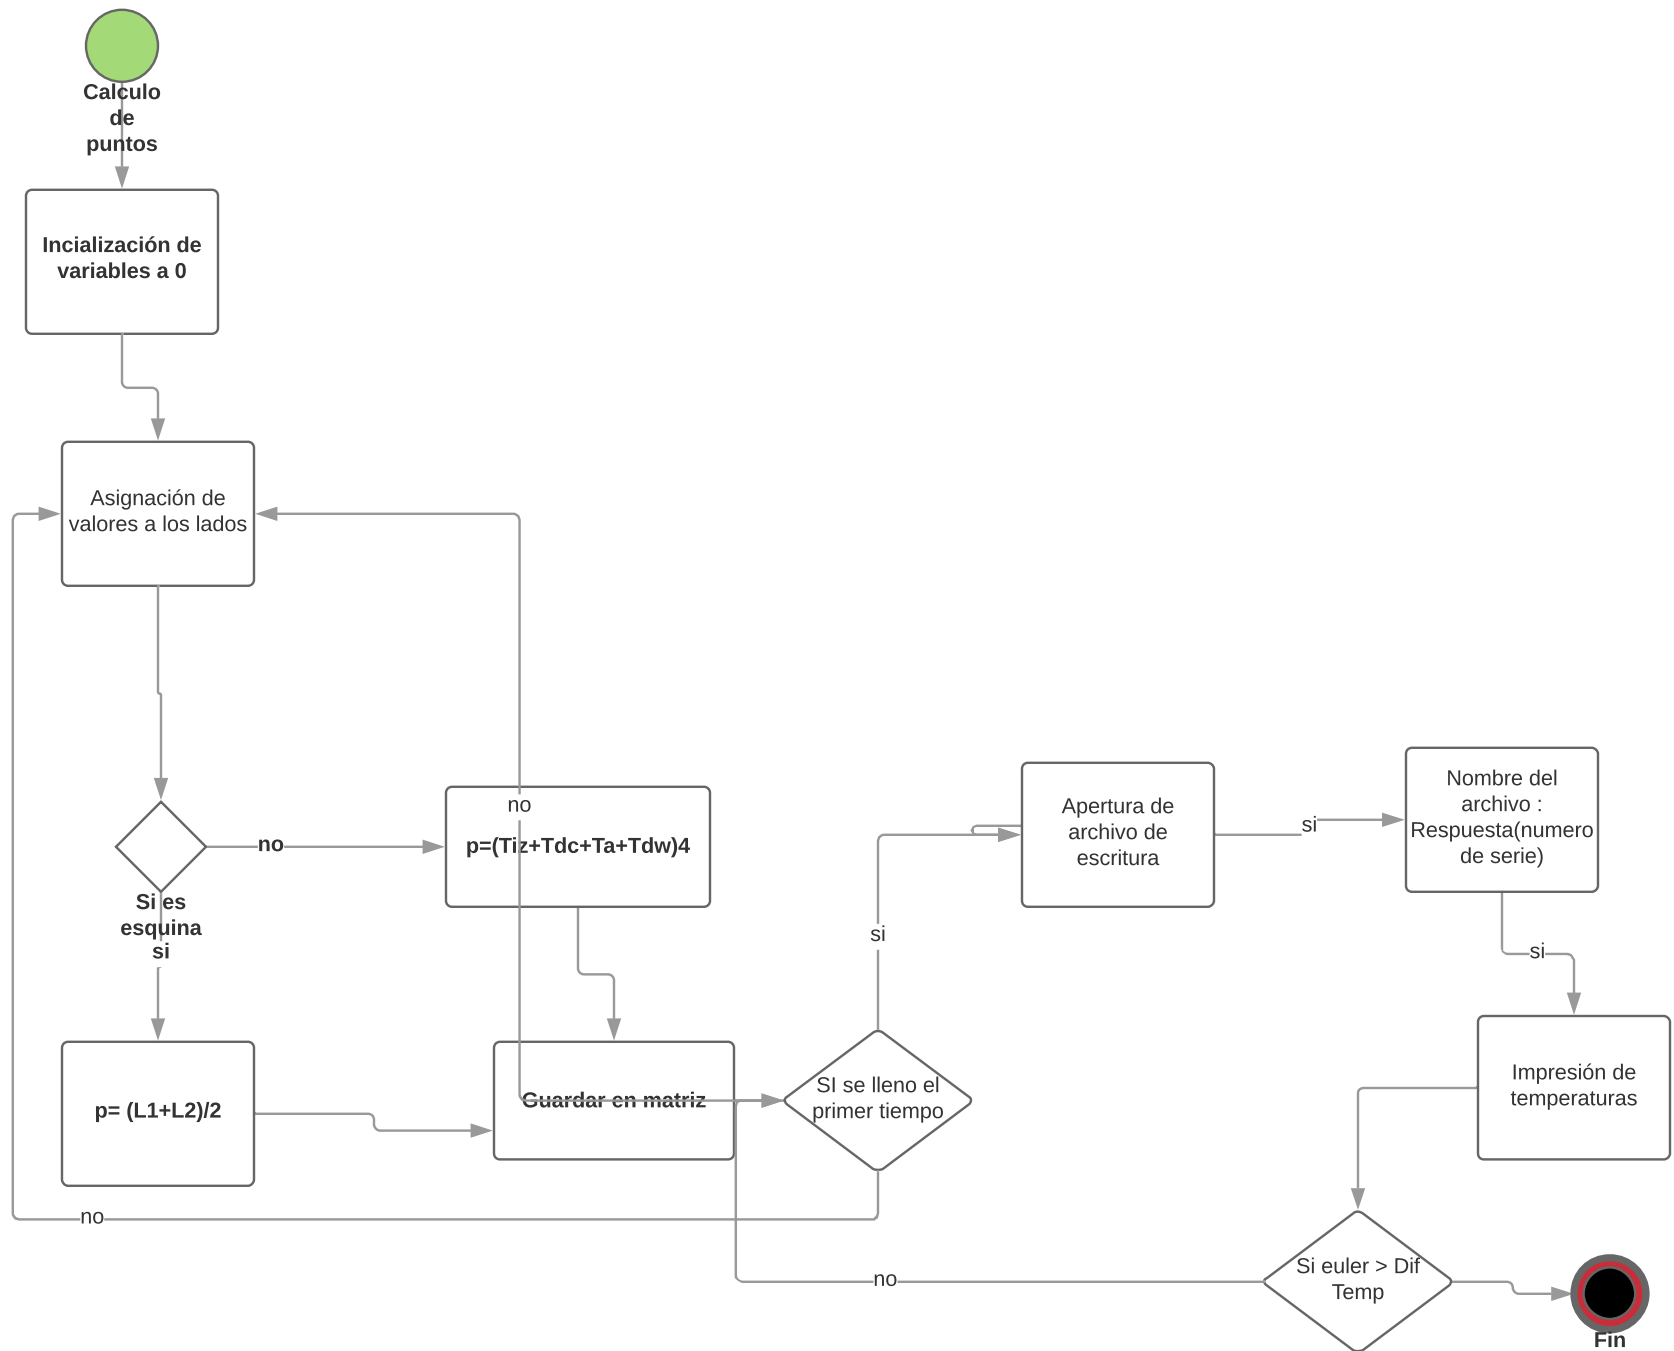 Calculo
de
puntos
Incialización de
variables a 0
Asignación de
valores a los lados
no
p=(Tiz+Tdc+Ta+Tdw)4
no
Si es
esquina
si
p= (L1+L2)/2
Guardar en matriz
SI se lleno el
primer tiempo
no
si
Apertura de
archivo de
escritura
si
Nombre del
archivo :
Respuesta(numero
de serie)
si
Impresión de
temperaturas
Si euler > Dif
Temp
no
Fin